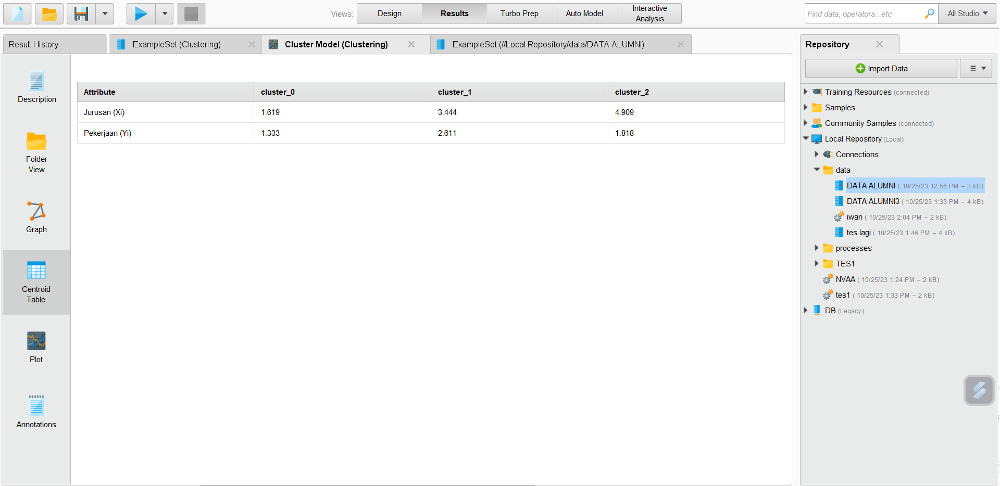 Views:
Design
Results
Turbo Prep
Auto Model
Interactive
Analysis
Find data, operators...etc
All Studio
Result History
ExampleSet (Clustering)
Cluster Model (Clustering)
ExampleSet (//Local Repository/data/DATA ALUMNI)
Repository
Description
Folder
View
Graph
Centroid
Table
Plot
Annotations
Attribute cluster_0 cluster_1 cluster_2
Jurusan (Xi) 1.619 3.444 4.909
Pekerjaan (Yi) 1.333 2.611 1.818
Import Data
Training Resources (connected)
Samples
Community Samples (connected)
Local Repository (Local)
Connections
data
DATA ALUMNI ( 10/25/23 12:56 PM – 3 kB)
DATA ALUMNI3 ( 10/25/23 1:33 PM – 4 kB)
iwan ( 10/25/23 2:04 PM – 2 kB)
tes lagi ( 10/25/23 1:46 PM – 4 kB)
processes
TES1
NVAA ( 10/25/23 1:24 PM – 2 kB)
tes1 ( 10/25/23 1:33 PM – 2 kB)
DB (Legacy)